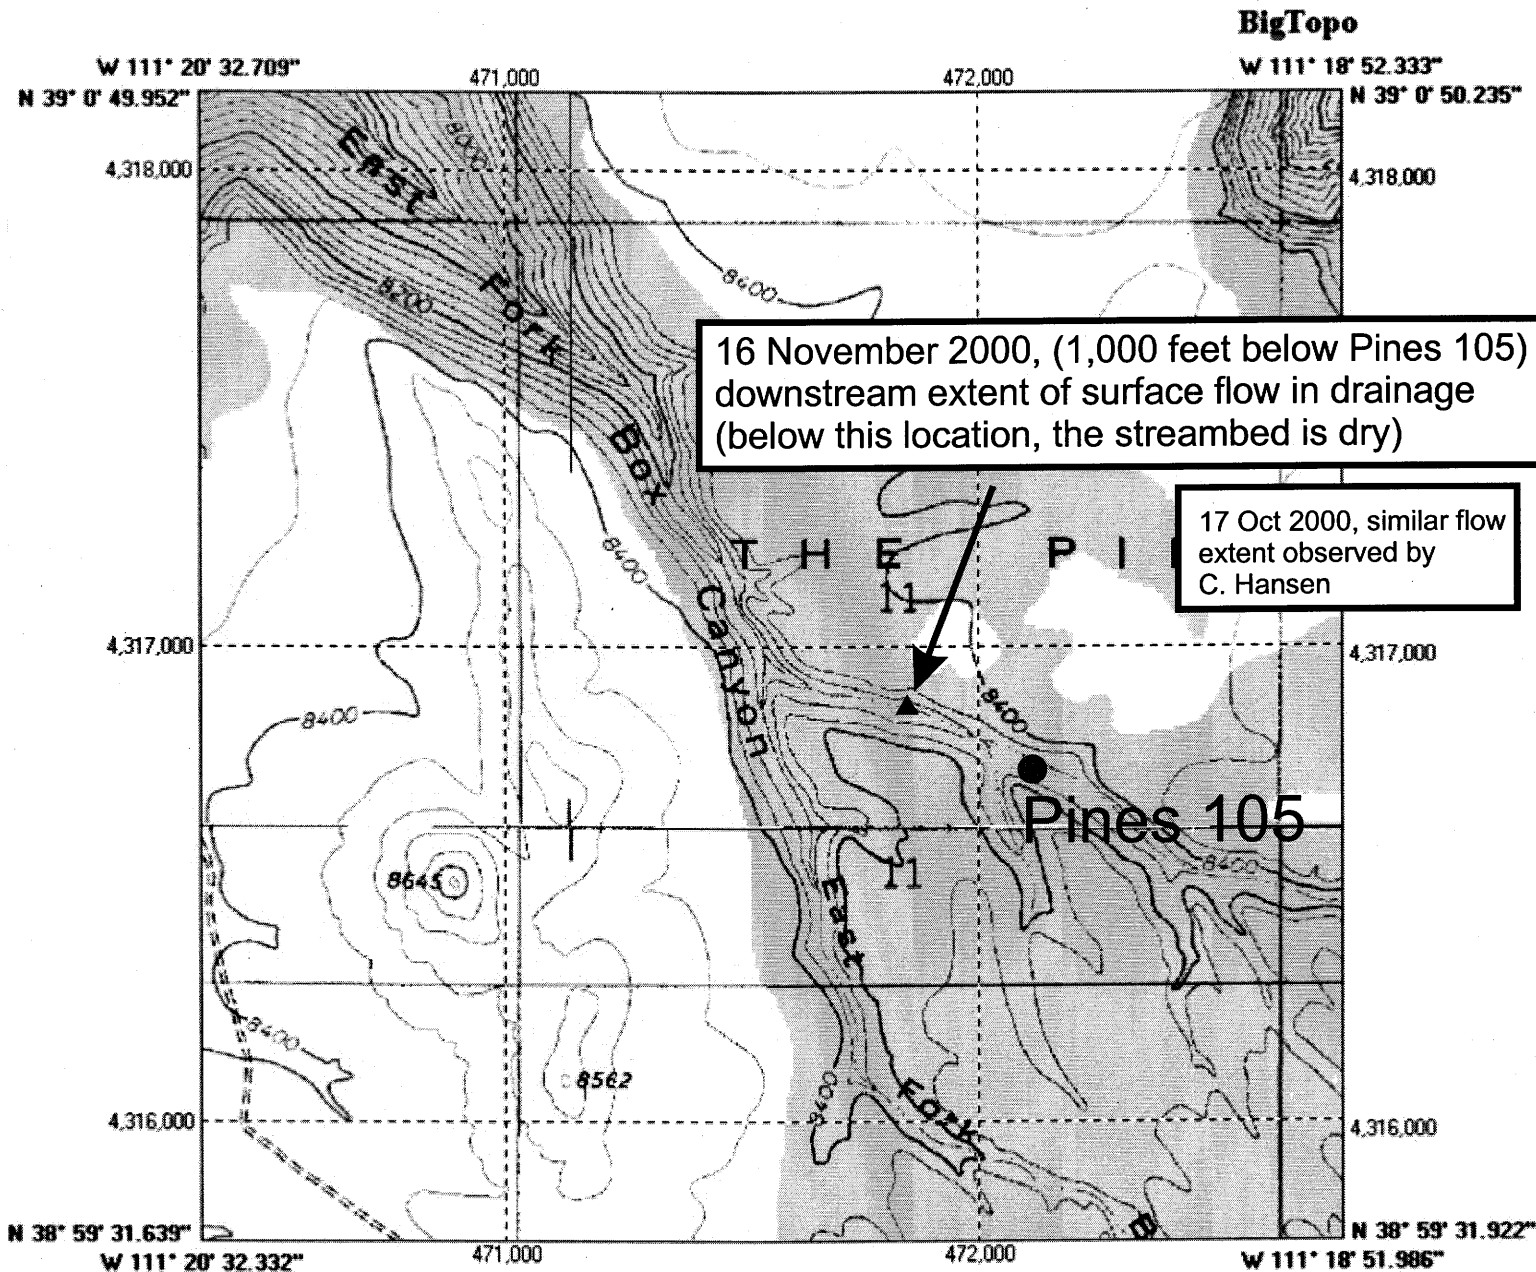 BigTopo
W 111° 20' 32.709"
471,000
472,000
W 111° 18' 52.333"
N 39° 0' 49.952"
N 39° 0' 50.235"
East
8000
4,318,000
4,318,000
8400
8200
Fork
16 November 2000, (1,000 feet below Pines 105)
downstream extent of surface flow in drainage
(below this location, the streambed is dry)
Box
17 Oct 2000, similar flow
extent observed by
C. Hansen
THE PI
8400
11
Canyon
4,317,000
4,317,000
8400
8400
Pines 105
8400
8645
11
East
8400
8562
8400
Fork
4,316,000
4,316,000
B
N 38° 59' 31.639"
N 38° 59' 31.922"
W 111° 20' 32.332"
471,000
472,000
W 111° 18' 51.986"